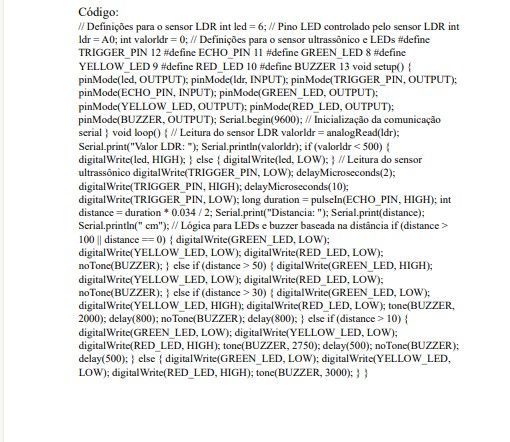 Código:
// Definições para o sensor LDR int led = 6; // Pino LED controlado pelo sensor LDR int
ldr = A0; int valorldr = 0; // Definições para o sensor ultrassônico e LEDs #define
TRIGGER_PIN 12 #define ECHO_PIN 11 #define GREEN_LED 8 #define
YELLOW_LED 9 #define RED_LED 10 #define BUZZER 13 void setup() {
pinMode(led, OUTPUT); pinMode(ldr, INPUT); pinMode(TRIGGER_PIN, OUTPUT);
pinMode(ECHO_PIN, INPUT); pinMode(GREEN_LED, OUTPUT);
pinMode(YELLOW_LED, OUTPUT); pinMode(RED_LED, OUTPUT);
pinMode(BUZZER, OUTPUT); Serial.begin(9600); // Inicialização da comunicação
serial } void loop() { // Leitura do sensor LDR valorldr = analogRead(ldr);
Serial.print("Valor LDR: "); Serial.println(valorldr); if (valorldr < 500) {
digitalWrite(led, HIGH); } else { digitalWrite(led, LOW); } // Leitura do sensor
ultrassônico digitalWrite(TRIGGER_PIN, LOW); delayMicroseconds(2);
digitalWrite(TRIGGER_PIN, HIGH); delayMicroseconds(10);
digitalWrite(TRIGGER_PIN, LOW); long duration = pulseIn(ECHO_PIN, HIGH); int
distance = duration * 0.034 / 2; Serial.print("Distancia: "); Serial.print(distance);
Serial.println(" cm"); // Lógica para LEDs e buzzer baseada na distância if (distance >
100 || distance == 0) { digitalWrite(GREEN_LED, LOW);
digitalWrite(YELLOW_LED, LOW); digitalWrite(RED_LED, LOW);
noTone(BUZZER); } else if (distance > 50) { digitalWrite(GREEN_LED, HIGH);
digitalWrite(YELLOW_LED, LOW); digitalWrite(RED_LED, LOW);
noTone(BUZZER); } else if (distance > 30) { digitalWrite(GREEN_LED, LOW);
digitalWrite(YELLOW_LED, HIGH); digitalWrite(RED_LED, LOW); tone(BUZZER,
2000); delay(800); noTone(BUZZER); delay(800); } else if (distance > 10) {
digitalWrite(GREEN_LED, LOW); digitalWrite(YELLOW_LED, LOW);
digitalWrite(RED_LED, HIGH); tone(BUZZER, 2750); delay(500); noTone(BUZZER);
delay(500); } else { digitalWrite(GREEN_LED, LOW); digitalWrite(YELLOW_LED,
LOW); digitalWrite(RED_LED, HIGH); tone(BUZZER, 3000); } }